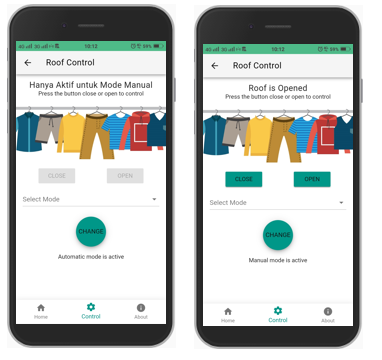 10:12
99%
Roof Control
Hanya Aktif untuk Mode Manual
Press the button close or open to control
CLOSE
OPEN
Select Mode
CHANGE
Automatic mode is active
Home
Control
About
10:12
99%
Roof Control
Roof is Opened
Press the button close or open to control
CLOSE
OPEN
Select Mode
CHANGE
Manual mode is active
Home
Control
About